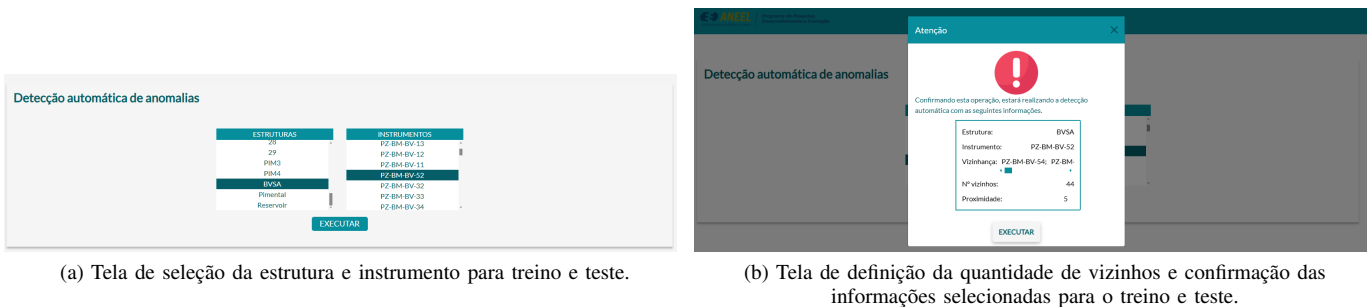 Detecção automática de anomalias
ESTRUTURAS
28
29
PIM3
PIM4
BVSA
Pimental
Reservoir
INSTRUMENTOS
PZ-BM-BV-13
PZ-BM-BV-12
PZ-BM-BV-11
PZ-BM-BV-52
PZ-BM-BV-32
PZ-BM-BV-33
PZ-BM-BV-34
EXECUTAR
(a) Tela de seleção da estrutura e instrumento para treino e teste.
ANEEL
Detecção automática de anomalias
Atenção
Confirmando esta operação, estará realizando a detecção
automática com as seguintes informações.
Estrutura: BVSA
Instrumento: PZ-BM-BV-52
Vizinhança: PZ-BM-BV-54; PZ-BM-
Nº vizinhos: 44
Proximidade: 5
EXECUTAR
(b) Tela de definição da quantidade de vizinhos e confirmação das
informações selecionadas para o treino e teste.